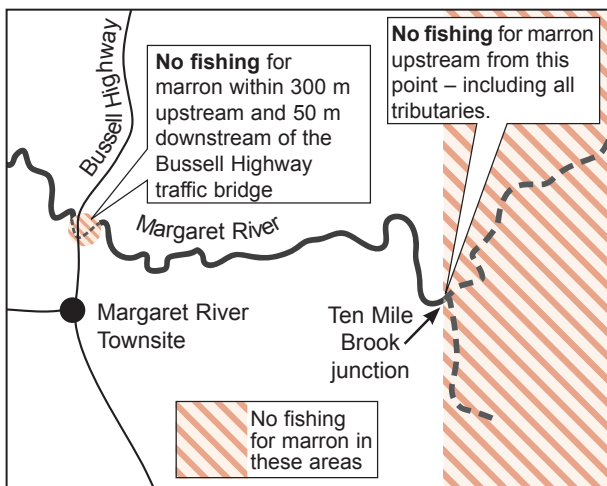 Bussell Highway
No fishing for
marron within 300 m
upstream and 50 m
downstream of the
Bussell Highway
traffic bridge
No fishing for marron
upstream from this
point – including all
tributaries.
Margaret River
Margaret River
Townsite
Ten Mile
Brook
junction
No fishing
for marron in
these areas